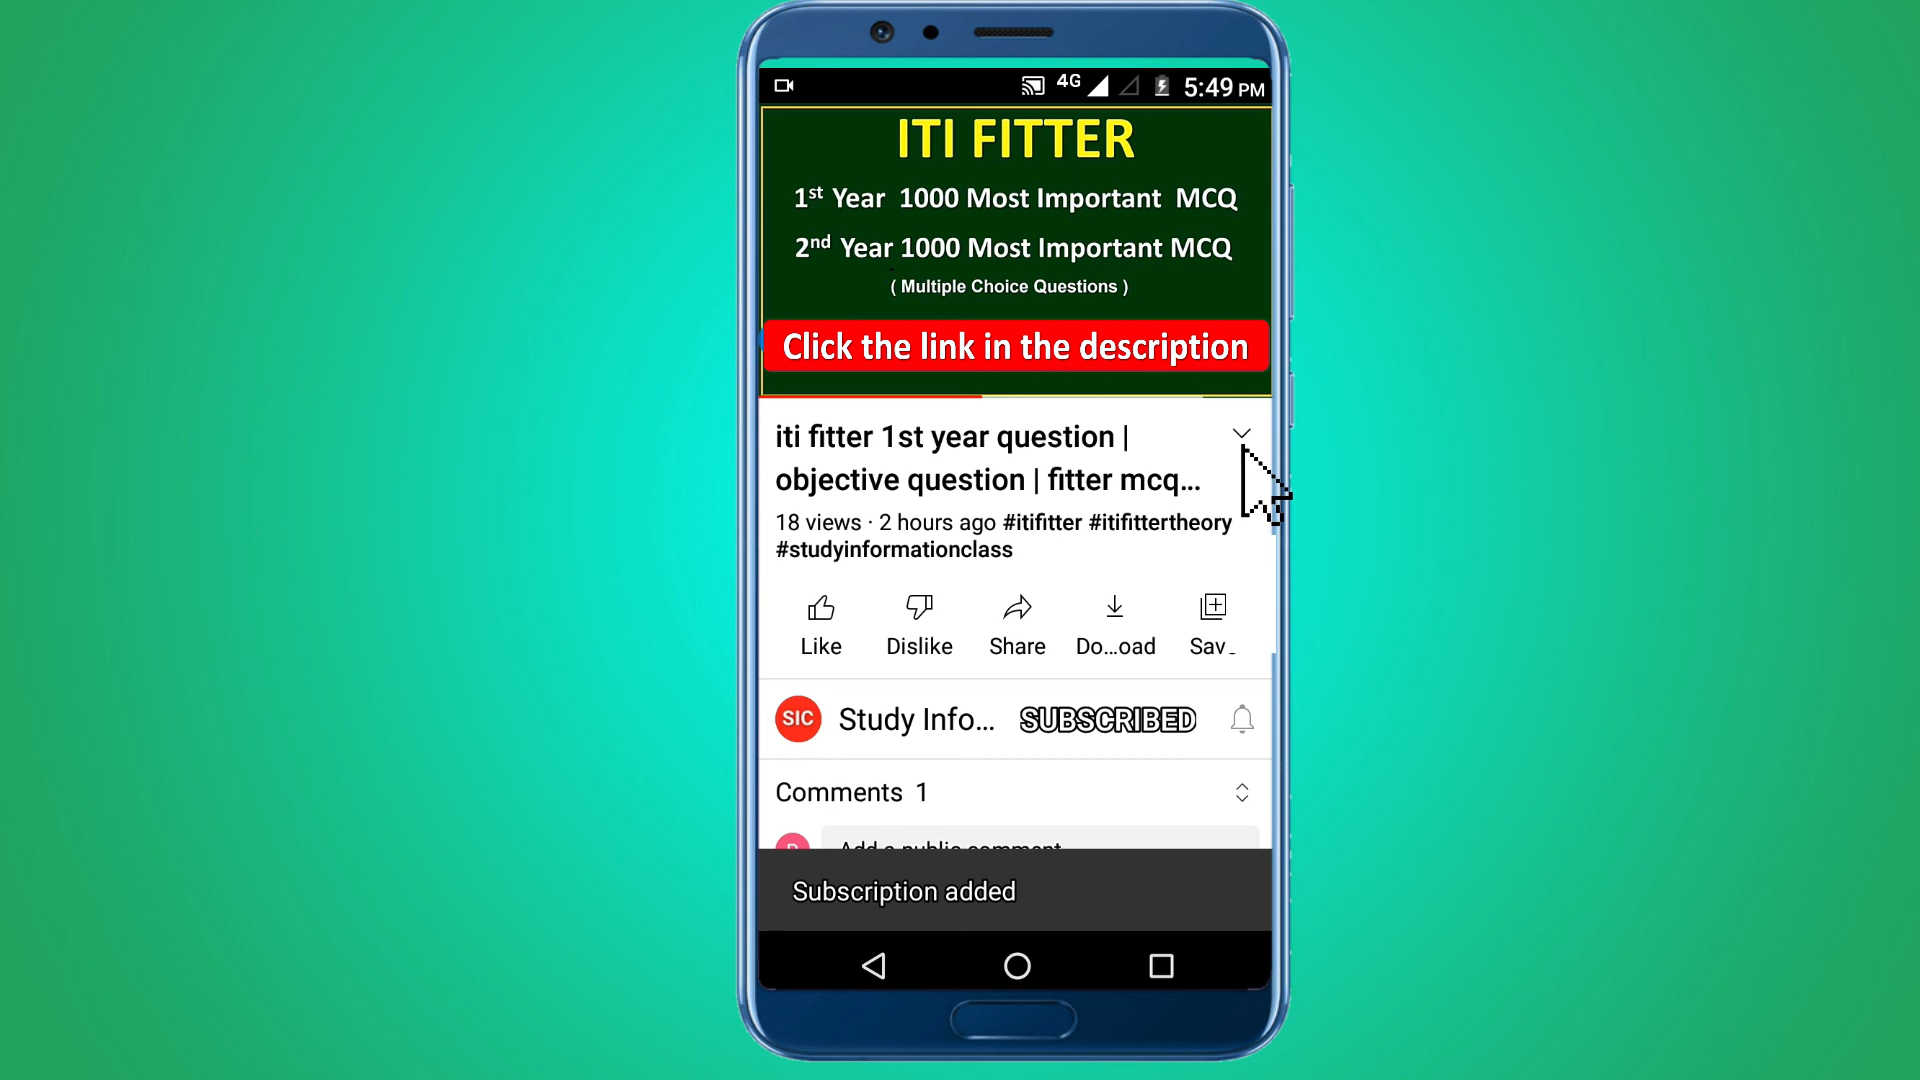 4G 5:49 PM
ITI FITTER
1st Year 1000 Most Important MCQ
2nd Year 1000 Most Important MCQ
( Multiple Choice Questions )
Click the link in the description
iti fitter 1st year question |
objective question | fitter mcq...
18 views · 2 hours ago #itifitter #itifittertheory
#studyinformationclass
Like Dislike Share Do...oad Sav
SIC Study Info... SUBSCRIBED
Comments 1
Add a public comment
Subscription added